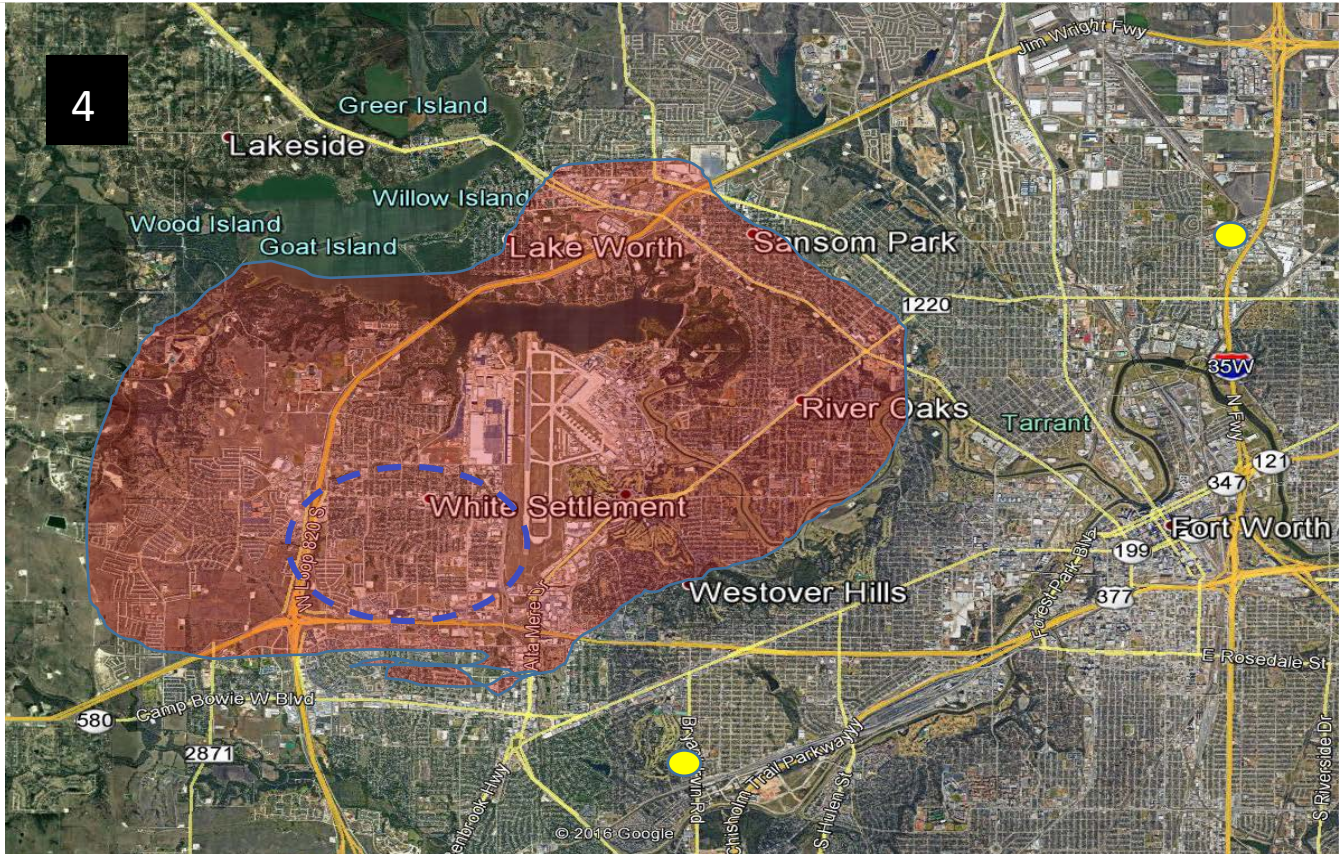 Jim Wright Fwy
4
Greer Island
Lakeside
Willow Island
Wood Island
Goat Island
Lake Worth
Sansom Park
1220
35W
River Oaks
Tarrant
N Fwy
121
347
White Settlement
Fort Worth
W Loop 820 S
199
Forest Park Blvd
Westover Hills
377
Alta Mere Dr
E Rosedale St
Camp Bowie W Blvd
580
2871
Bryant Irvin Rd
Chisholm Trail Parkway
S Hulen St
S Riverside Dr
enbrook Hwy
© 2016 Google